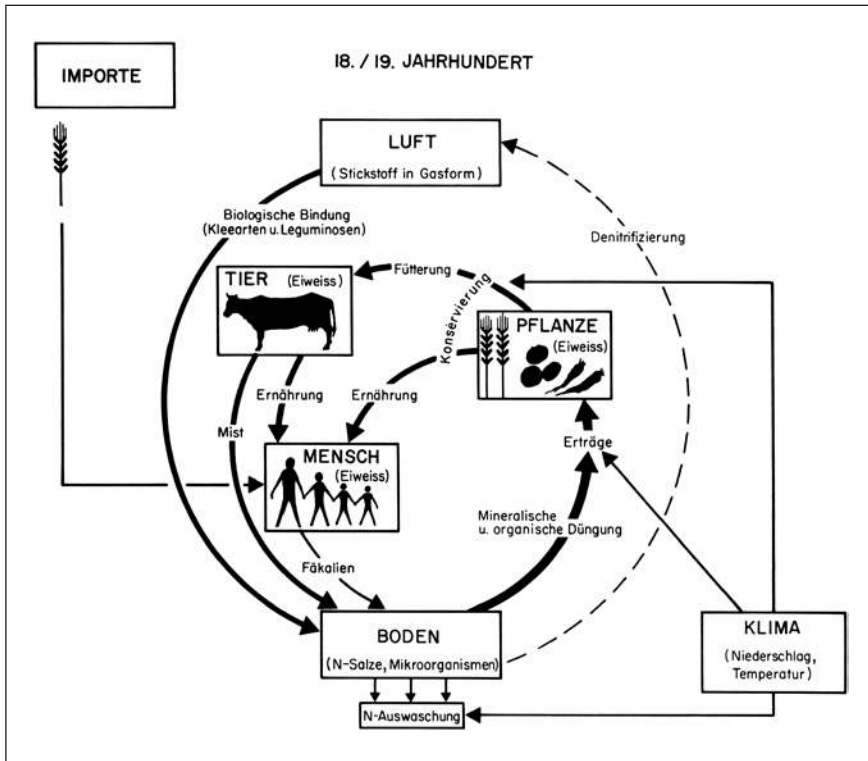 18. / 19. JAHRHUNDERT
IMPORTE
LUFT
(Stickstoff in Gasform)
Biologische Bindung
(Kleearten u. Leguminosen)
Denitrifizierung
TIER (Eiweiss)
Fütterung
Konservierung
PFLANZE
(Eiweiss)
Ernährung
Ernährung
Mist
Erträge
MENSCH
(Eiweiss)
Mineralische
u. organische Düngung
Fäkalien
BODEN
(N-Salze, Mikroorganismen)
KLIMA
(Niederschlag,
Temperatur)
N-Auswaschung